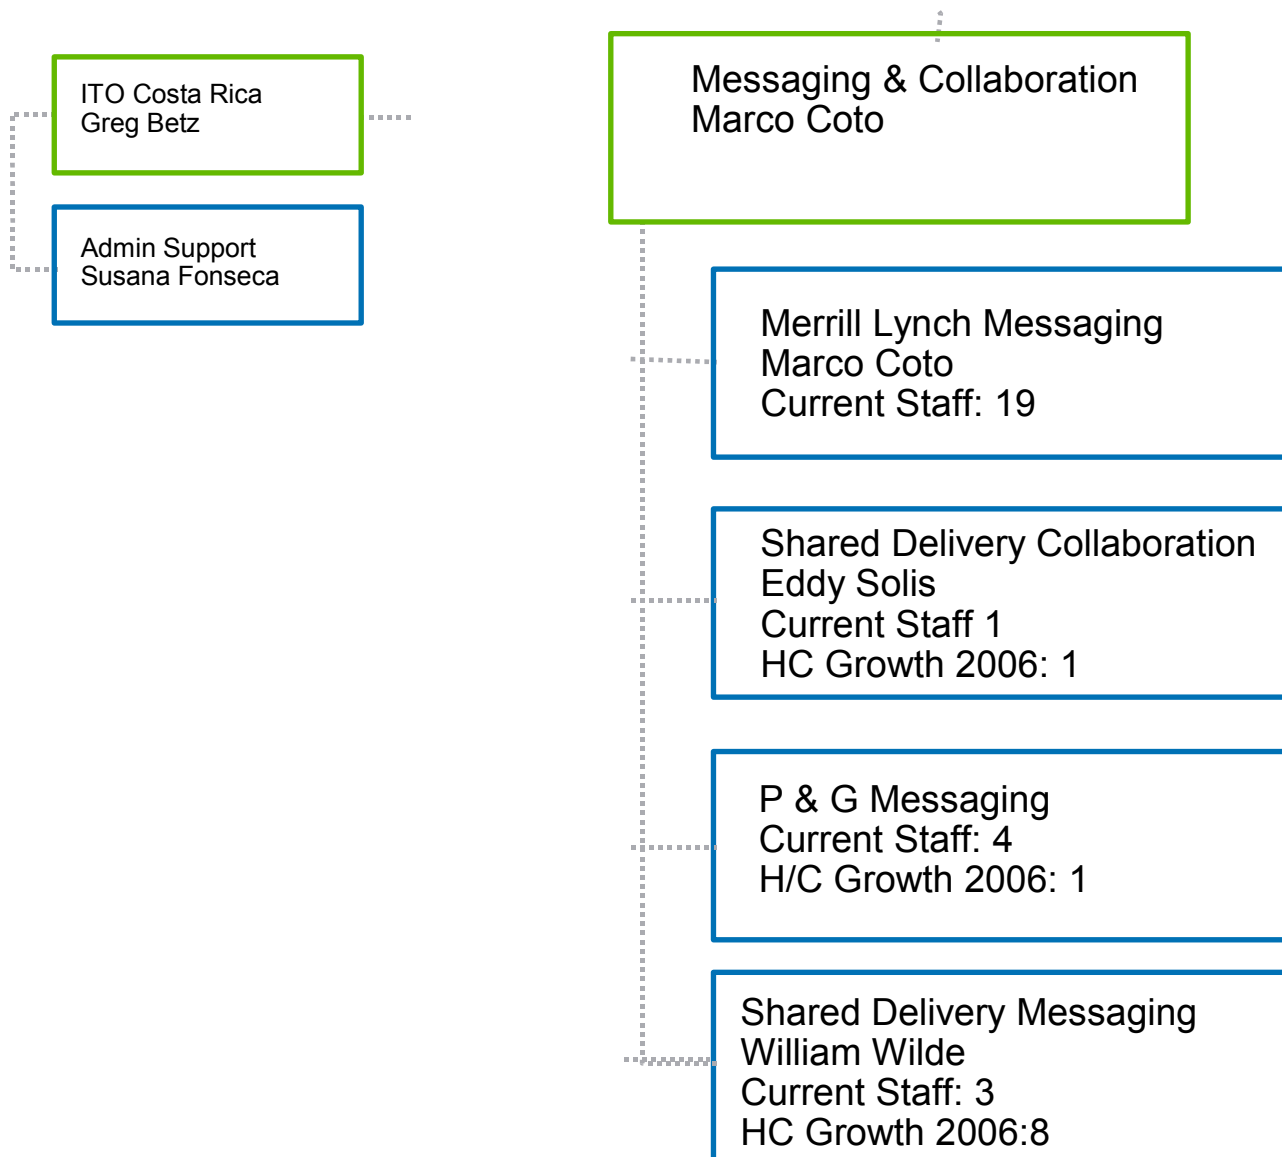 ITO Costa Rica
Greg Betz
Admin Support
Susana Fonseca
Messaging & Collaboration
Marco Coto
Merrill Lynch Messaging
Marco Coto
Current Staff: 19
Shared Delivery Collaboration
Eddy Solis
Current Staff 1
HC Growth 2006: 1
P & G Messaging
Current Staff: 4
H/C Growth 2006: 1
Shared Delivery Messaging
William Wilde
Current Staff: 3
HC Growth 2006:8